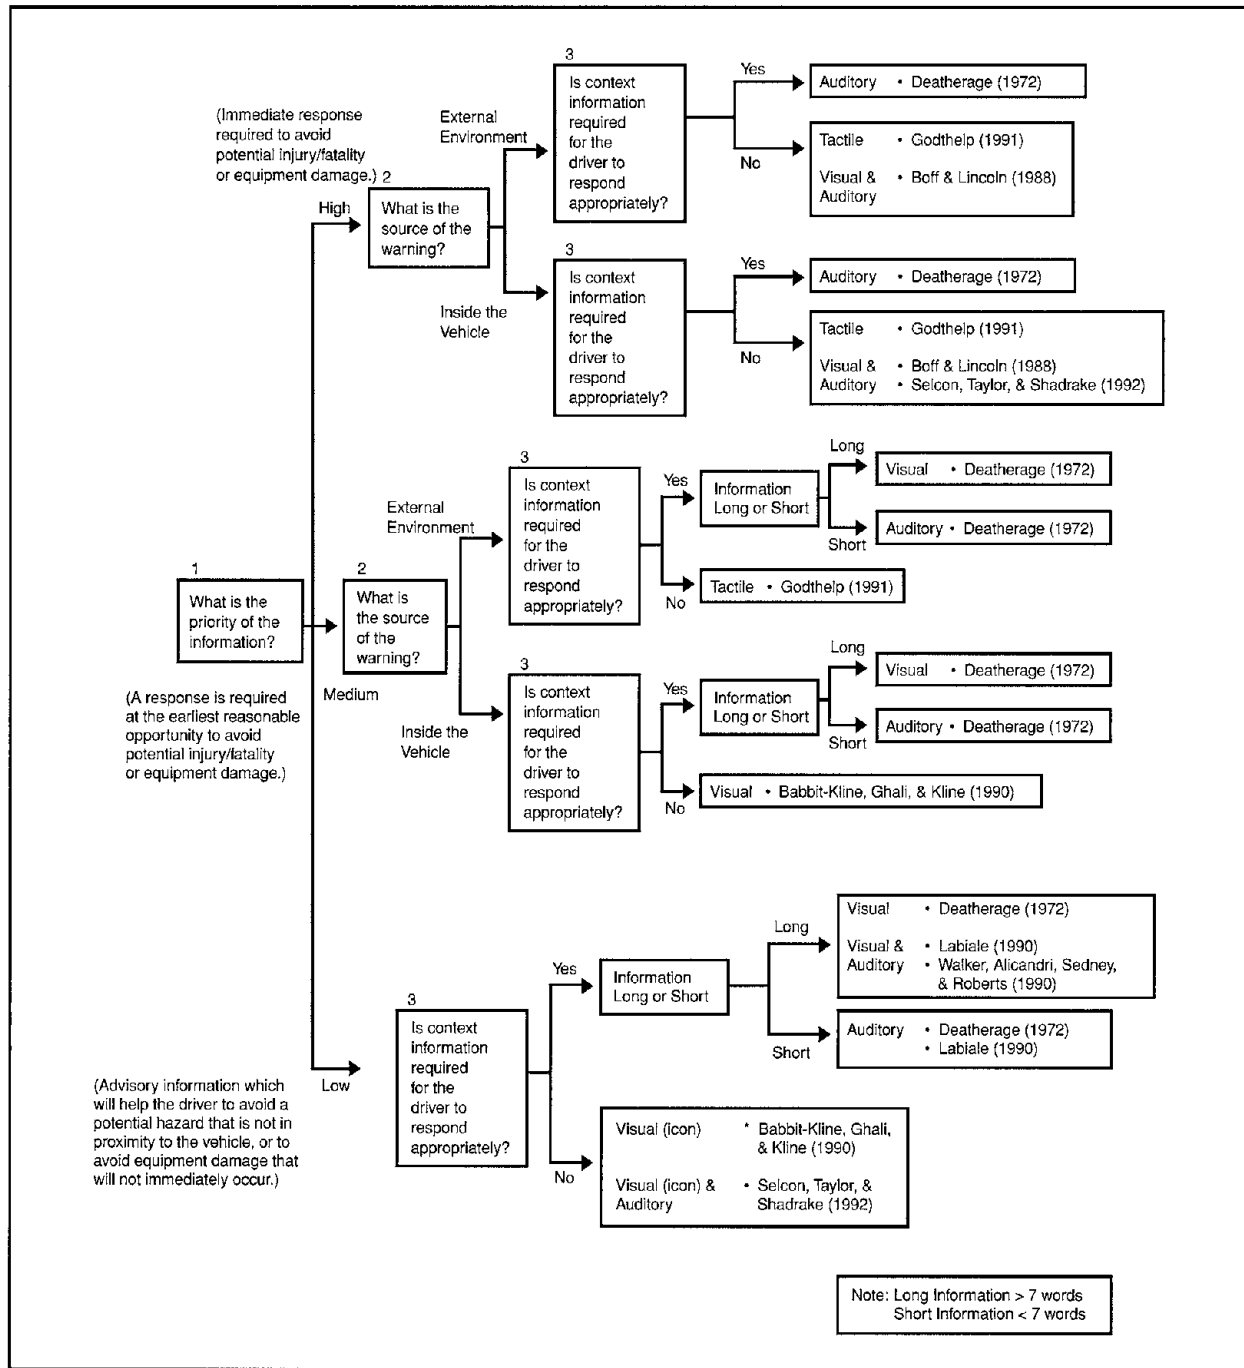 3
Is context
information
required
for the
driver to
respond
appropriately?
Yes
Auditory • Deatherage (1972)
No
Tactile • Godthelp (1991)
Visual & • Boff & Lincoln (1988)
Auditory
(Immediate response
required to avoid
potential injury/fatality
or equipment damage.)
External
Environment
High
2
What is the
source of the
warning?
Inside the
Vehicle
3
Is context
information
required
for the
driver to
respond
appropriately?
Yes
Auditory • Deatherage (1972)
No
Tactile • Godthelp (1991)
Visual & • Boff & Lincoln (1988)
Auditory • Selcon, Taylor, & Shadrake (1992)
1
What is the
priority of the
information?
Medium
(A response is required
at the earliest reasonable
opportunity to avoid
potential injury/fatality
or equipment damage.)
2
What is
the source
of the
warning?
External
Environment
3
Is context
information
required
for the
driver to
respond
appropriately?
Yes
Information
Long or Short
Long
Visual • Deatherage (1972)
Short
Auditory • Deatherage (1972)
No
Tactile • Godthelp (1991)
Inside the
Vehicle
3
Is context
information
required
for the
driver to
respond
appropriately?
Yes
Information
Long or Short
Long
Visual • Deatherage (1972)
Short
Auditory • Deatherage (1972)
No
Visual • Babbit-Kline, Ghali, & Kline (1990)
Low
(Advisory information which
will help the driver to avoid a
potential hazard that is not in
proximity to the vehicle, or to
avoid equipment damage that
will not immediately occur.)
3
Is context
information
required
for the
driver to
respond
appropriately?
Yes
Information
Long or Short
Long
Visual • Deatherage (1972)
Visual & • Labiale (1990)
Auditory • Walker, Alicandri, Sedney,
& Roberts (1990)
Short
Auditory • Deatherage (1972)
• Labiale (1990)
No
Visual (icon) * Babbit-Kline, Ghali,
& Kline (1990)
Visual (icon) & • Selcon, Taylor, &
Auditory Shadrake (1992)
Note: Long Information > 7 words
Short Information < 7 words